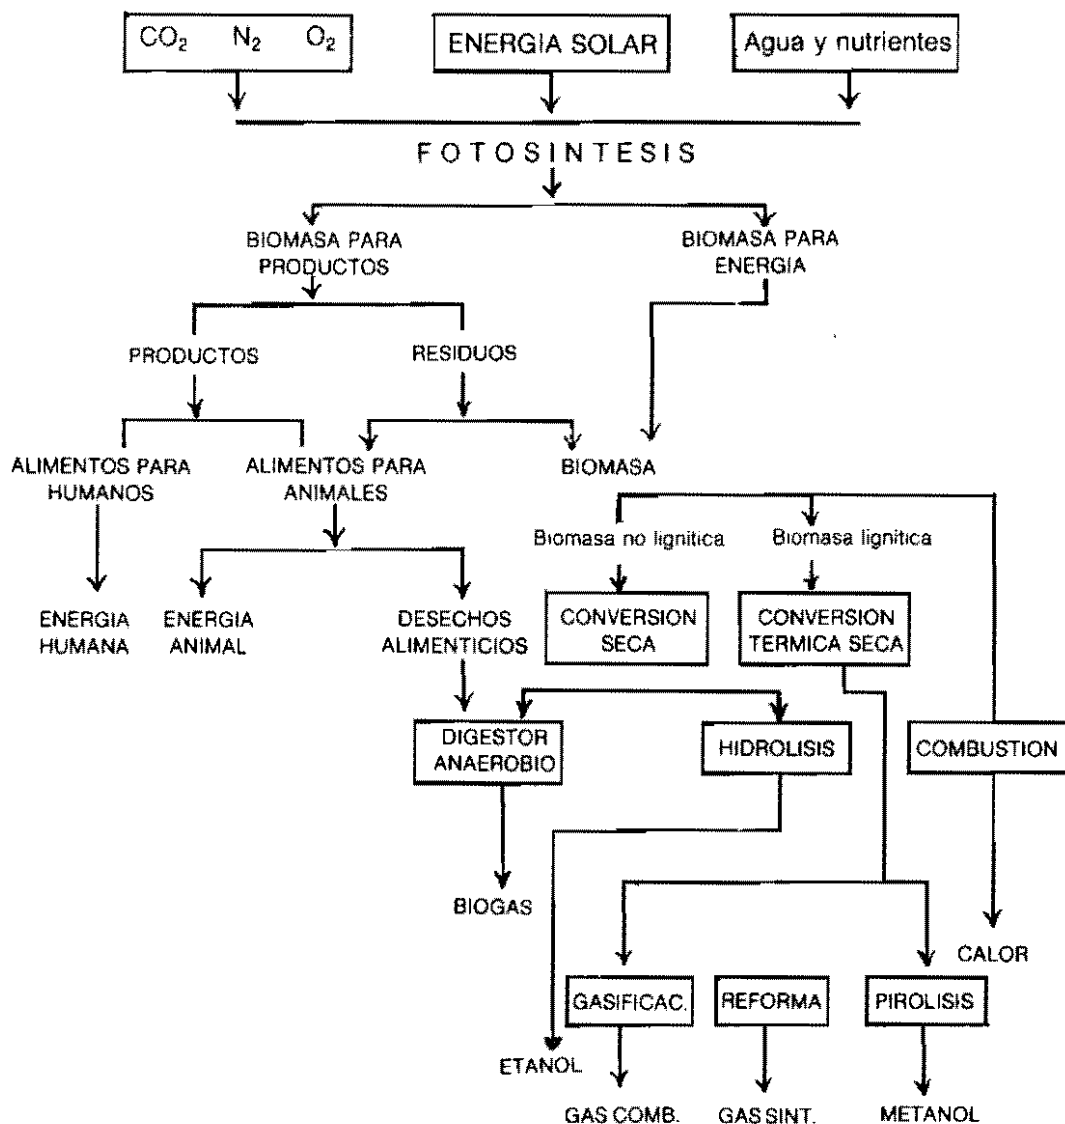 CO₂ N₂ O₂
ENERGIA SOLAR
Agua y nutrientes
FOTOSINTESIS
BIOMASA PARA
PRODUCTOS
BIOMASA PARA
ENERGIA
PRODUCTOS
RESIDUOS
ALIMENTOS PARA
HUMANOS
ALIMENTOS PARA
ANIMALES
BIOMASA
Biomasa no lignitica
Biomasa lignitica
ENERGIA
HUMANA
ENERGIA
ANIMAL
DESECHOS
ALIMENTICIOS
CONVERSION
SECA
CONVERSION
TERMICA SECA
DIGESTOR
ANAEROBIO
HIDROLISIS
COMBUSTION
BIOGAS
CALOR
GASIFICAC.
REFORMA
PIROLISIS
ETANOL
GAS COMB.
GAS SINT.
METANOL